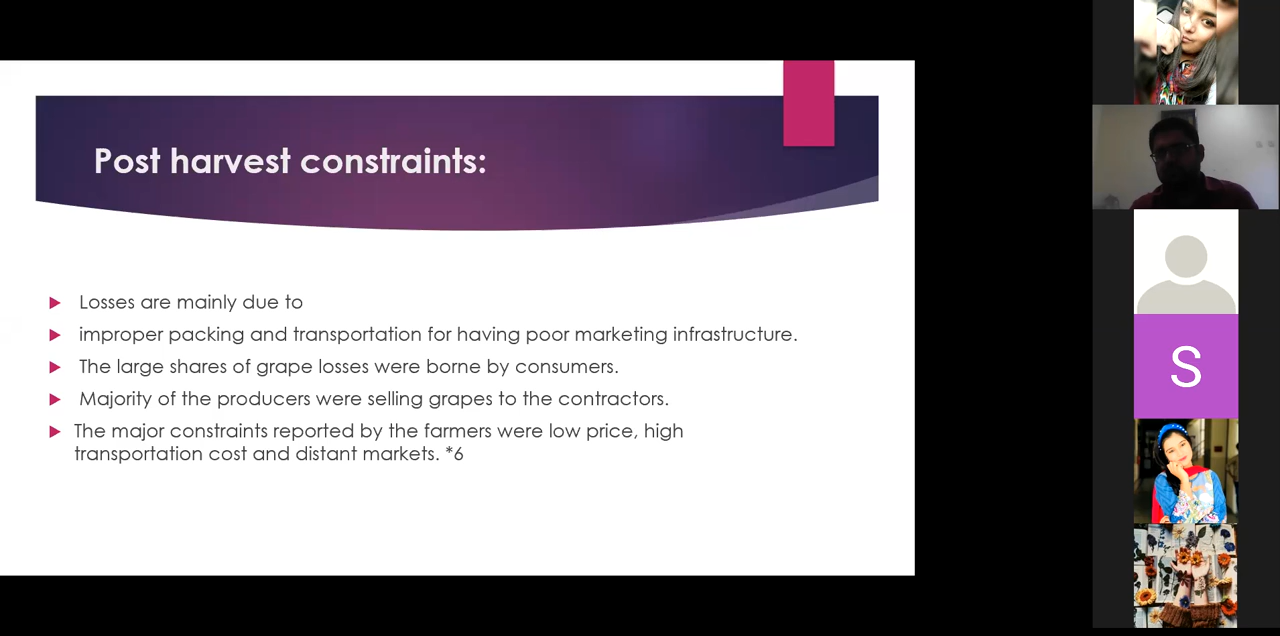 Post harvest constraints:
Losses are mainly due to
improper packing and transportation for having poor marketing infrastructure.
The large shares of grape losses were borne by consumers.
Majority of the producers were selling grapes to the contractors.
The major constraints reported by the farmers were low price, high
transportation cost and distant markets. *6
S